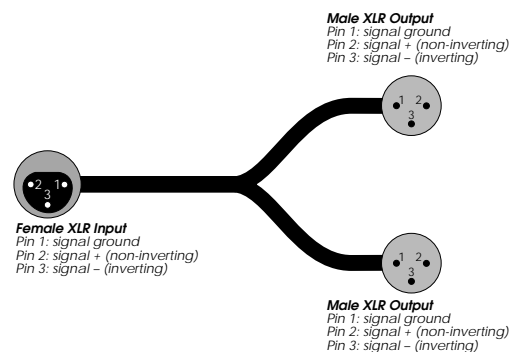 Male XLR Output
Pin 1: signal ground
Pin 2: signal + (non-inverting)
Pin 3: signal – (inverting)
1 2
3
2 1
3
Female XLR Input
Pin 1: signal ground
Pin 2: signal + (non-inverting)
Pin 3: signal – (inverting)
1 2
3
Male XLR Output
Pin 1: signal ground
Pin 2: signal + (non-inverting)
Pin 3: signal – (inverting)